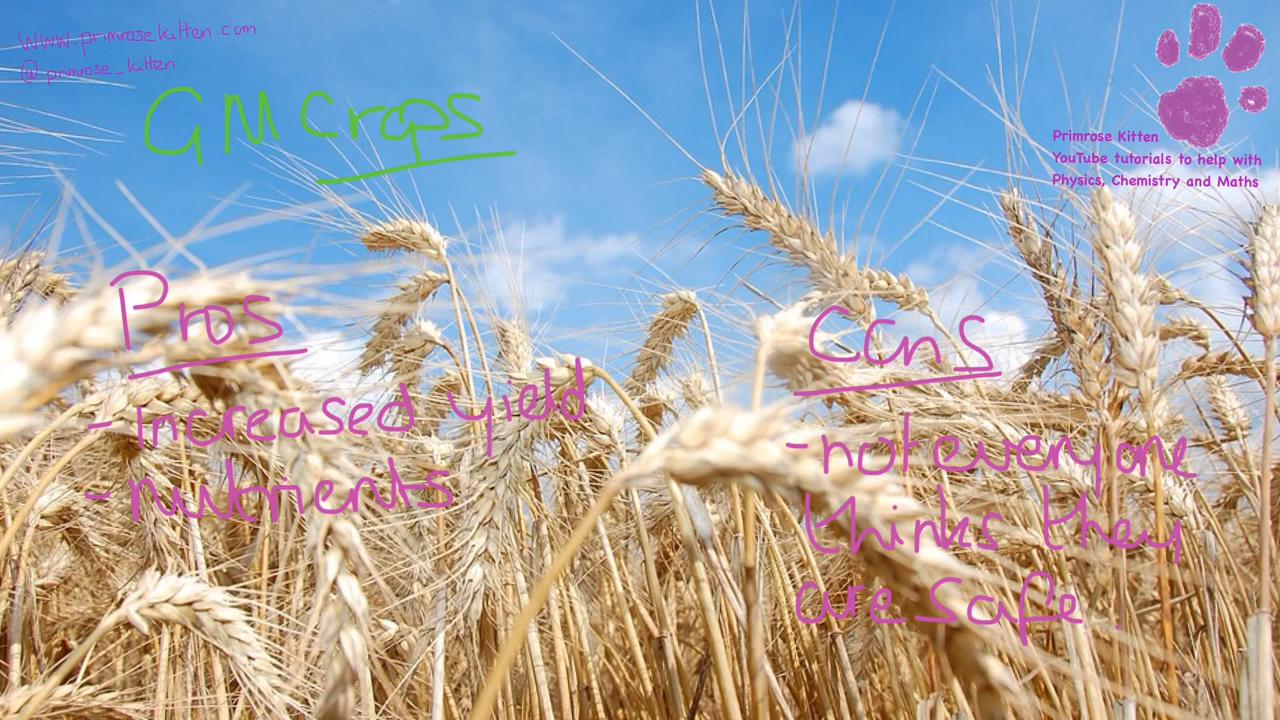 www.primrosekitten.com
@primrose_kitten
GM Crops
Primrose Kitten
YouTube tutorials to help with
Physics, Chemistry and Maths
Pros
- Increased yield
- nutrients
Cons
- not everyone
thinks they
are safe.